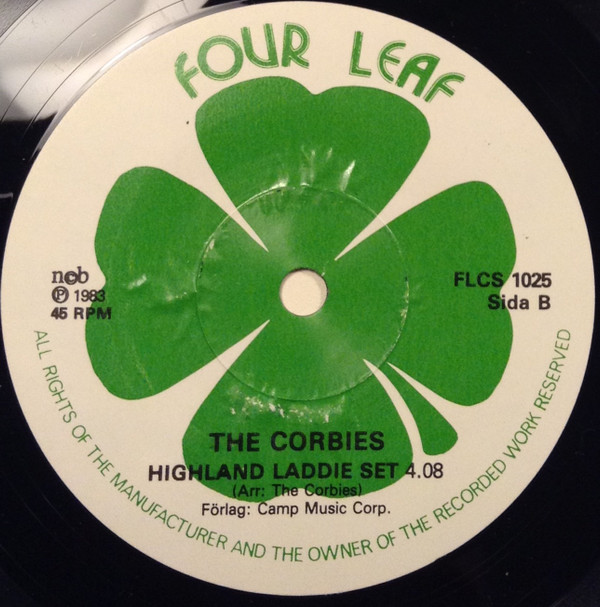 FOUR LEAF
ncb
℗ 1983
45 RPM
FLCS 1025
Sida B
THE CORBIES
HIGHLAND LADDIE SET 4.08
(Arr: The Corbies)
Förlag: Camp Music Corp.
ALL RIGHTS OF THE MANUFACTURER AND THE OWNER OF THE RECORDED WORK RESERVED